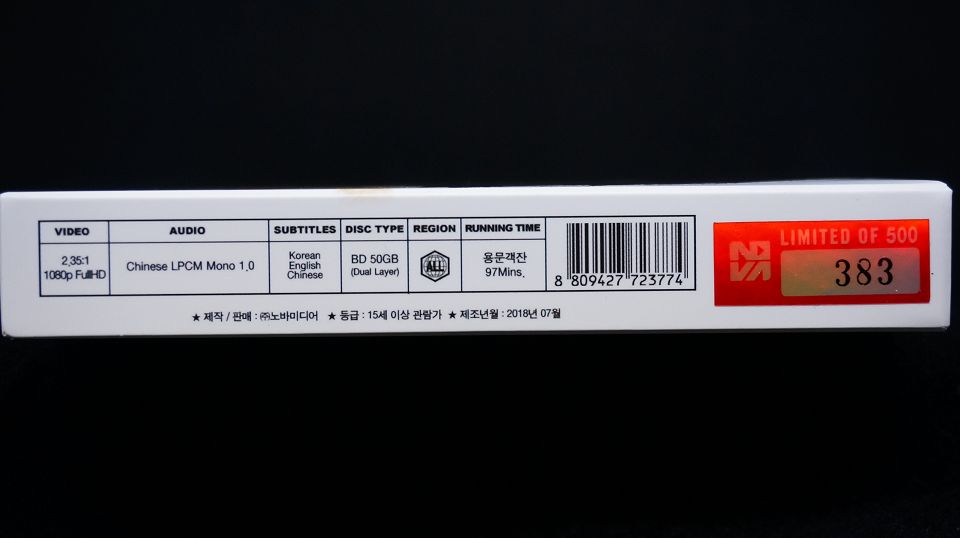 VIDEO
AUDIO
SUBTITLES
DISC TYPE
REGION
RUNNING TIME
2.35:1
1080p FullHD
Chinese LPCM Mono 1.0
Korean
English
Chinese
BD 50GB
(Dual Layer)
ALL
용문객잔
97Mins.
8 809427 723774
★ 제작 / 판매 : ㈜노바미디어 ★ 등급 : 15세 이상 관람가 ★ 제조년월 : 2018년 07월
NOVA
LIMITED OF 500
383